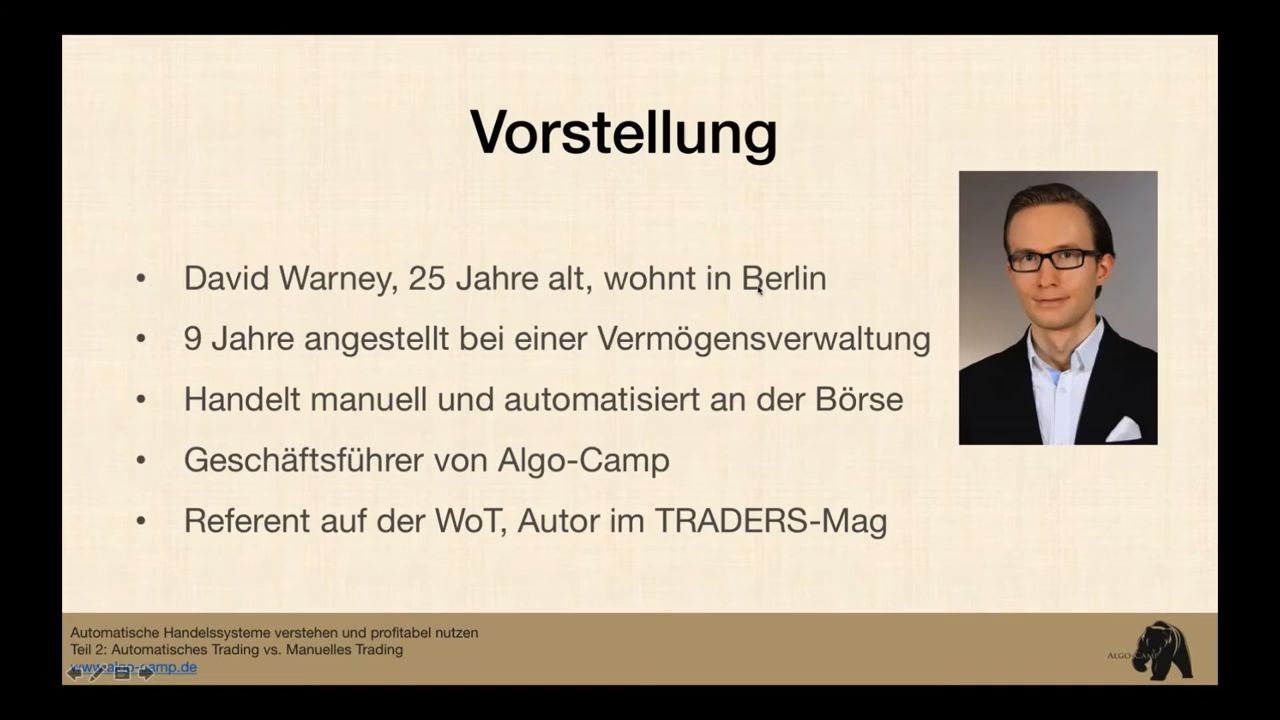 Vorstellung
• David Warney, 25 Jahre alt, wohnt in Berlin
• 9 Jahre angestellt bei einer Vermögensverwaltung
• Handelt manuell und automatisiert an der Börse
• Geschäftsführer von Algo-Camp
• Referent auf der WoT, Autor im TRADERS-Mag
Automatische Handelssysteme verstehen und profitabel nutzen
Teil 2: Automatisches Trading vs. Manuelles Trading
www.algo-camp.de
ALGO-CAMP